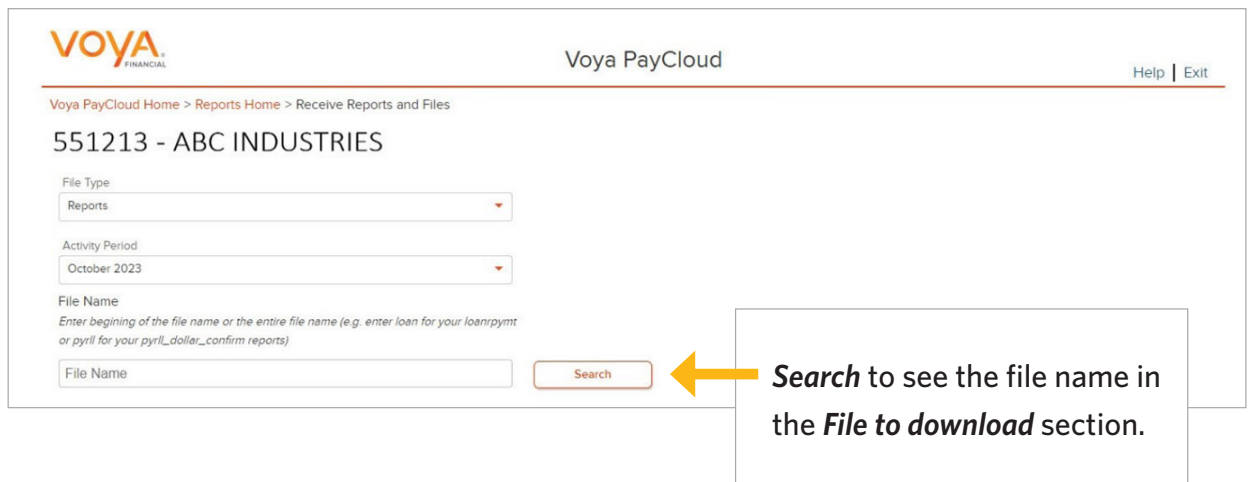 VOYA
FINANCIAL
Voya PayCloud
Help | Exit
Voya PayCloud Home > Reports Home > Receive Reports and Files
551213 - ABC INDUSTRIES
File Type
Reports
Activity Period
October 2023
File Name
Enter begining of the file name or the entire file name (e.g. enter loan for your loanrpymt
or pyrll for your pyrll_dollar_confirm reports)
File Name
Search
Search to see the file name in
the File to download section.